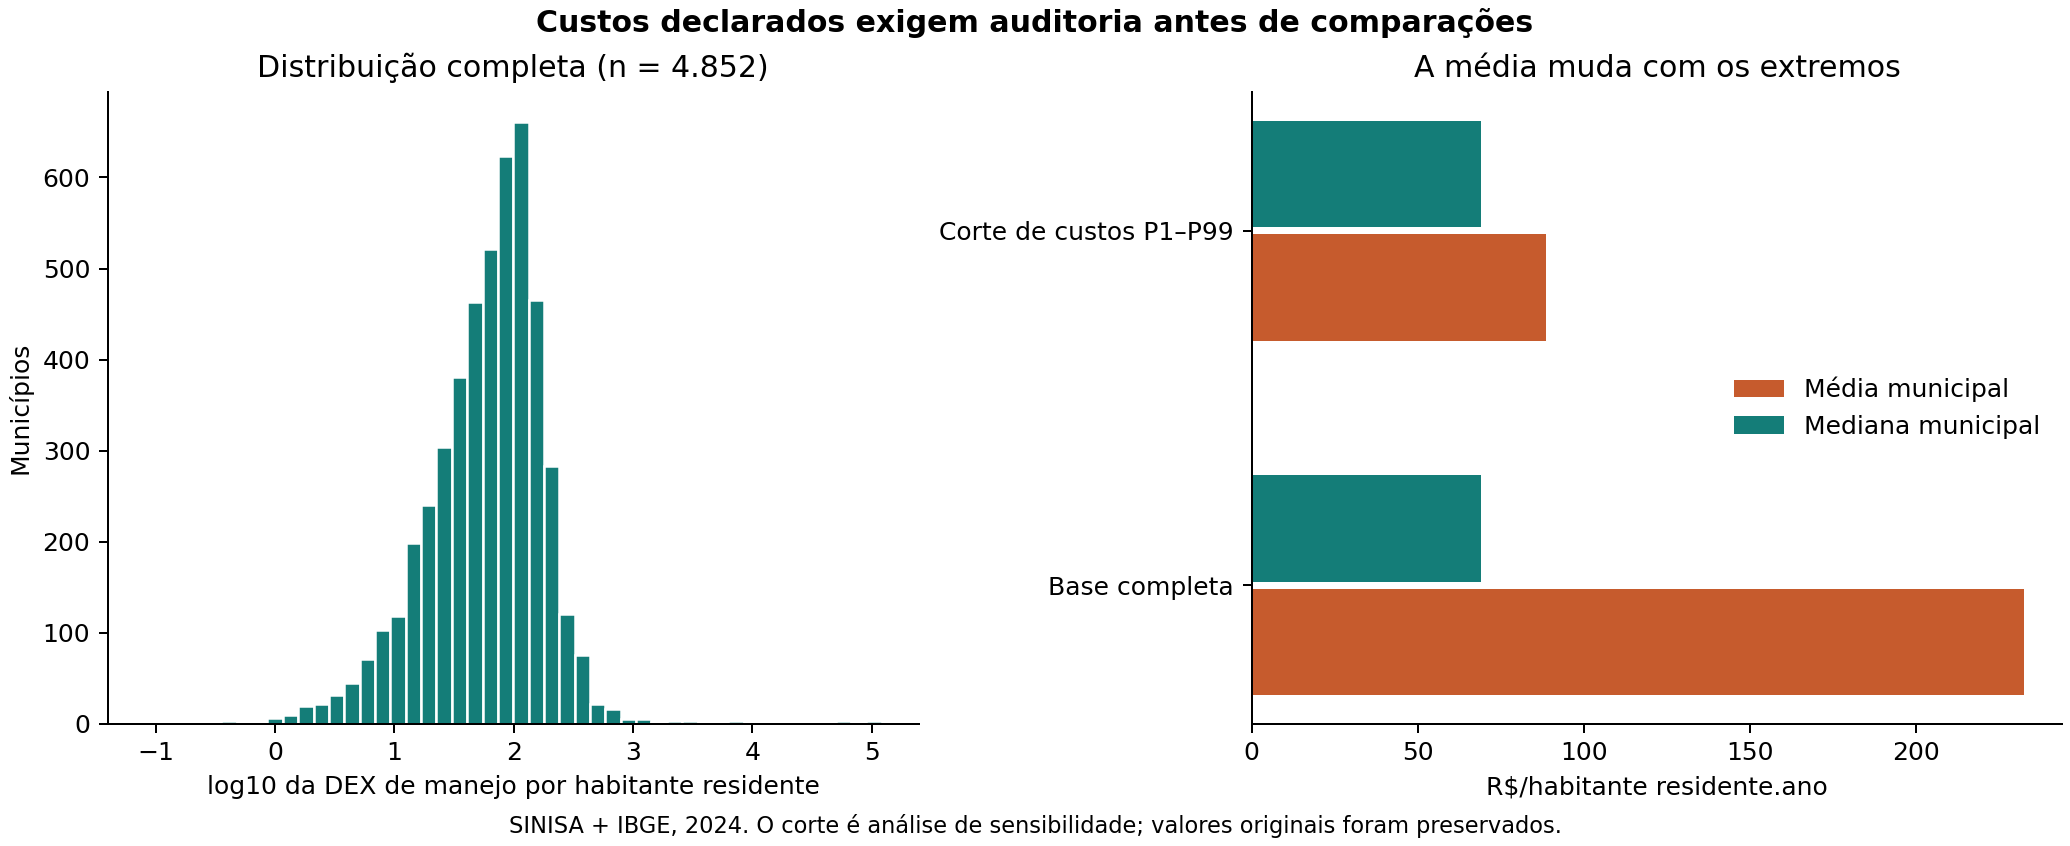 Custos declarados exigem auditoria antes de comparações
Distribuição completa (n = 4.852)
Municípios
600
500
400
300
200
100
0
−1
0
1
2
3
4
5
log10 da DEX de manejo por habitante residente
A média muda com os extremos
Corte de custos P1–P99
Base completa
Média municipal
Mediana municipal
0
50
100
150
200
R$/habitante residente.ano
SINISA + IBGE, 2024. O corte é análise de sensibilidade; valores originais foram preservados.